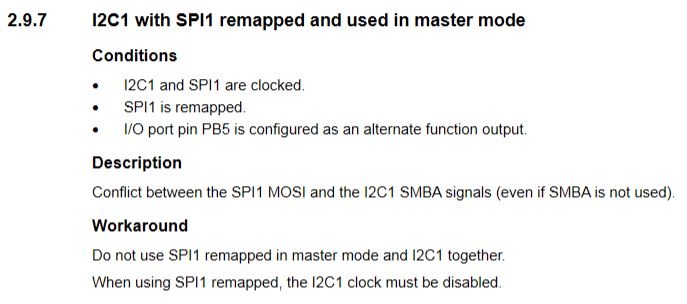 2.9.7 I2C1 with SPI1 remapped and used in master mode
Conditions
• I2C1 and SPI1 are clocked.
• SPI1 is remapped.
• I/O port pin PB5 is configured as an alternate function output.
Description
Conflict between the SPI1 MOSI and the I2C1 SMBA signals (even if SMBA is not used).
Workaround
Do not use SPI1 remapped in master mode and I2C1 together.
When using SPI1 remapped, the I2C1 clock must be disabled.